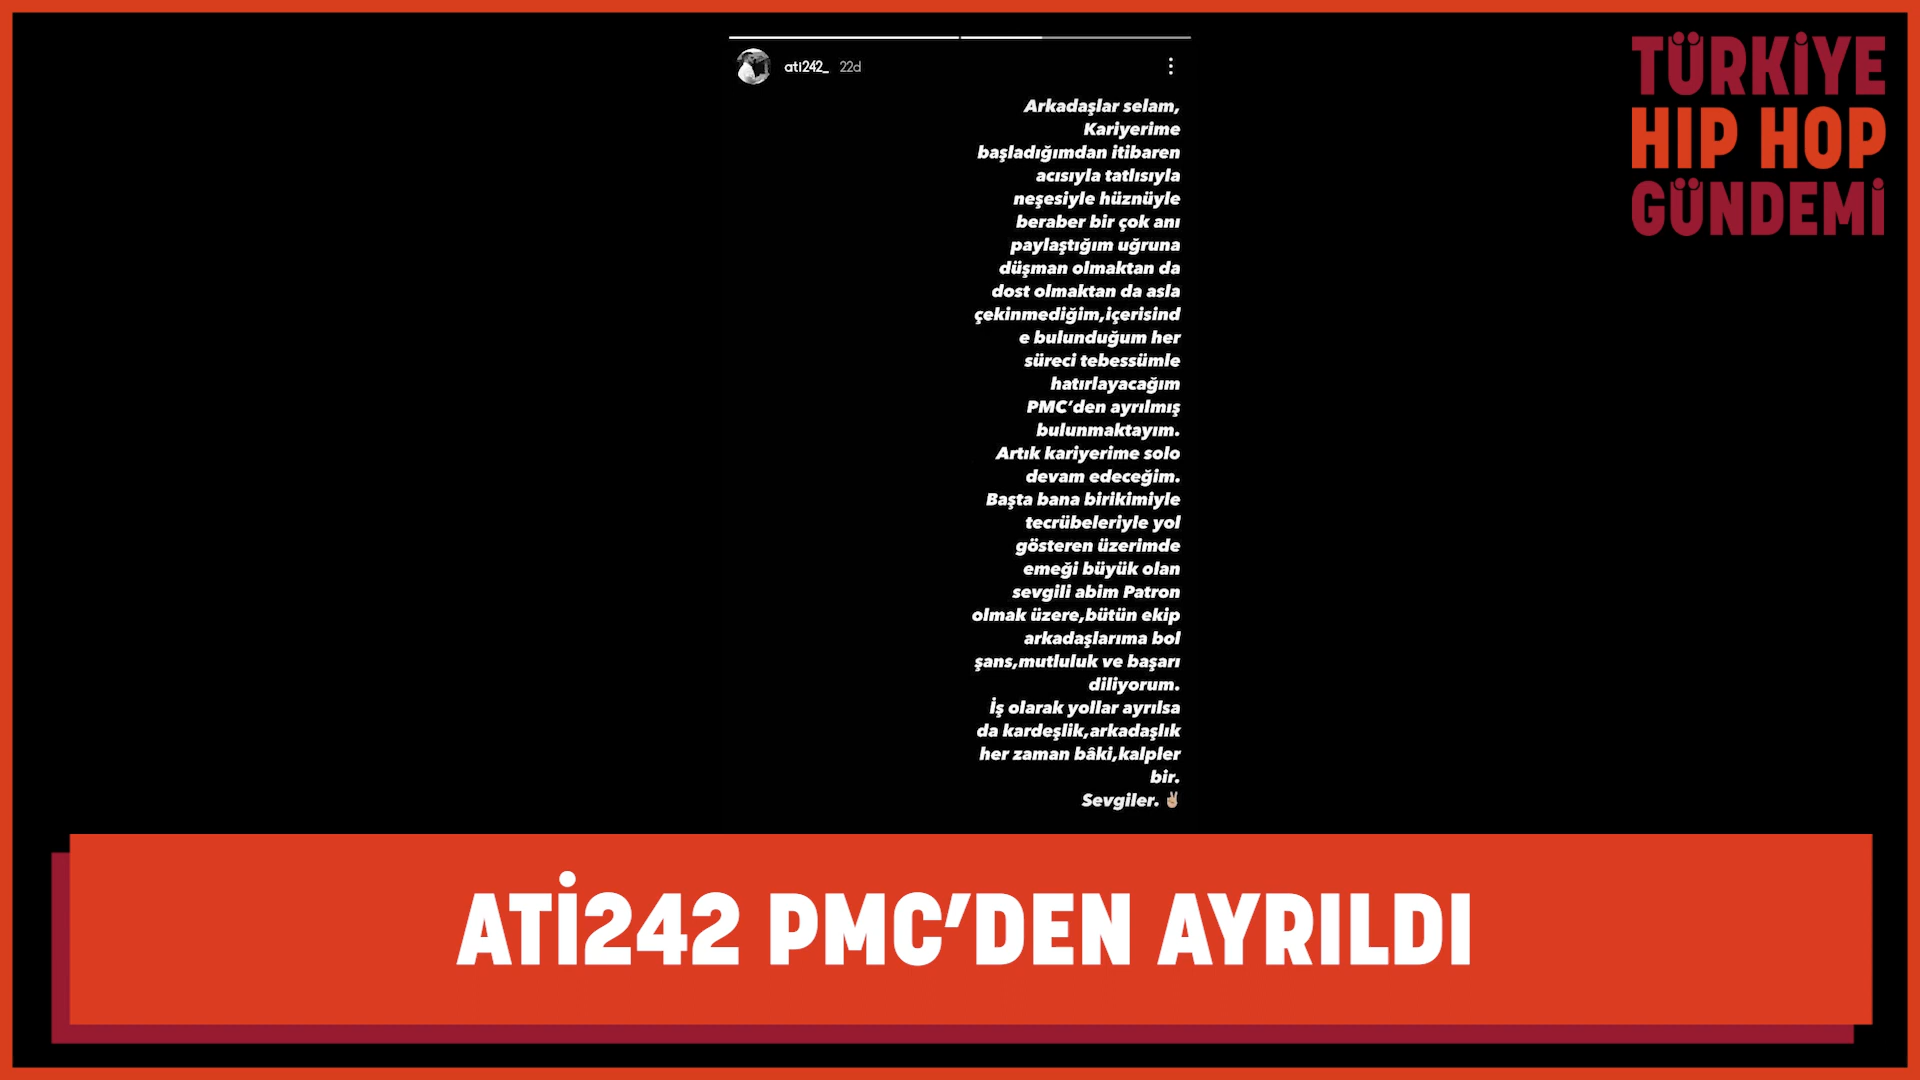 ati242_ 22d
Arkadaşlar selam,
Kariyerime
başladığımdan itibaren
acısıyla tatlısıyla
neşesiyle hüznüyle
beraber bir çok anı
paylaştığım uğruna
düşman olmaktan da
dost olmaktan da asla
çekinmediğim,içerisind
e bulunduğum her
süreci tebessümle
hatırlayacağım
PMC'den ayrılmış
bulunmaktayım.
Artık kariyerime solo
devam edeceğim.
Başta bana birikimiyle
tecrübeleriyle yol
gösteren üzerimde
emeği büyük olan
sevgili abim Patron
olmak üzere,bütün ekip
arkadaşlarıma bol
şans,mutluluk ve başarı
diliyorum.
İş olarak yollar ayrılsa
da kardeşlik,arkadaşlık
her zaman bâki,kalpler
bir.
Sevgiler. ✌🏼
TÜRKİYE
HIP HOP
GÜNDEMİ
ATİ242 PMC'DEN AYRILDI